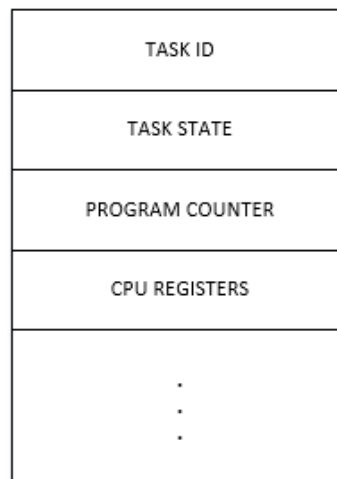 TASK ID
TASK STATE
PROGRAM COUNTER
CPU REGISTERS
.
.
.